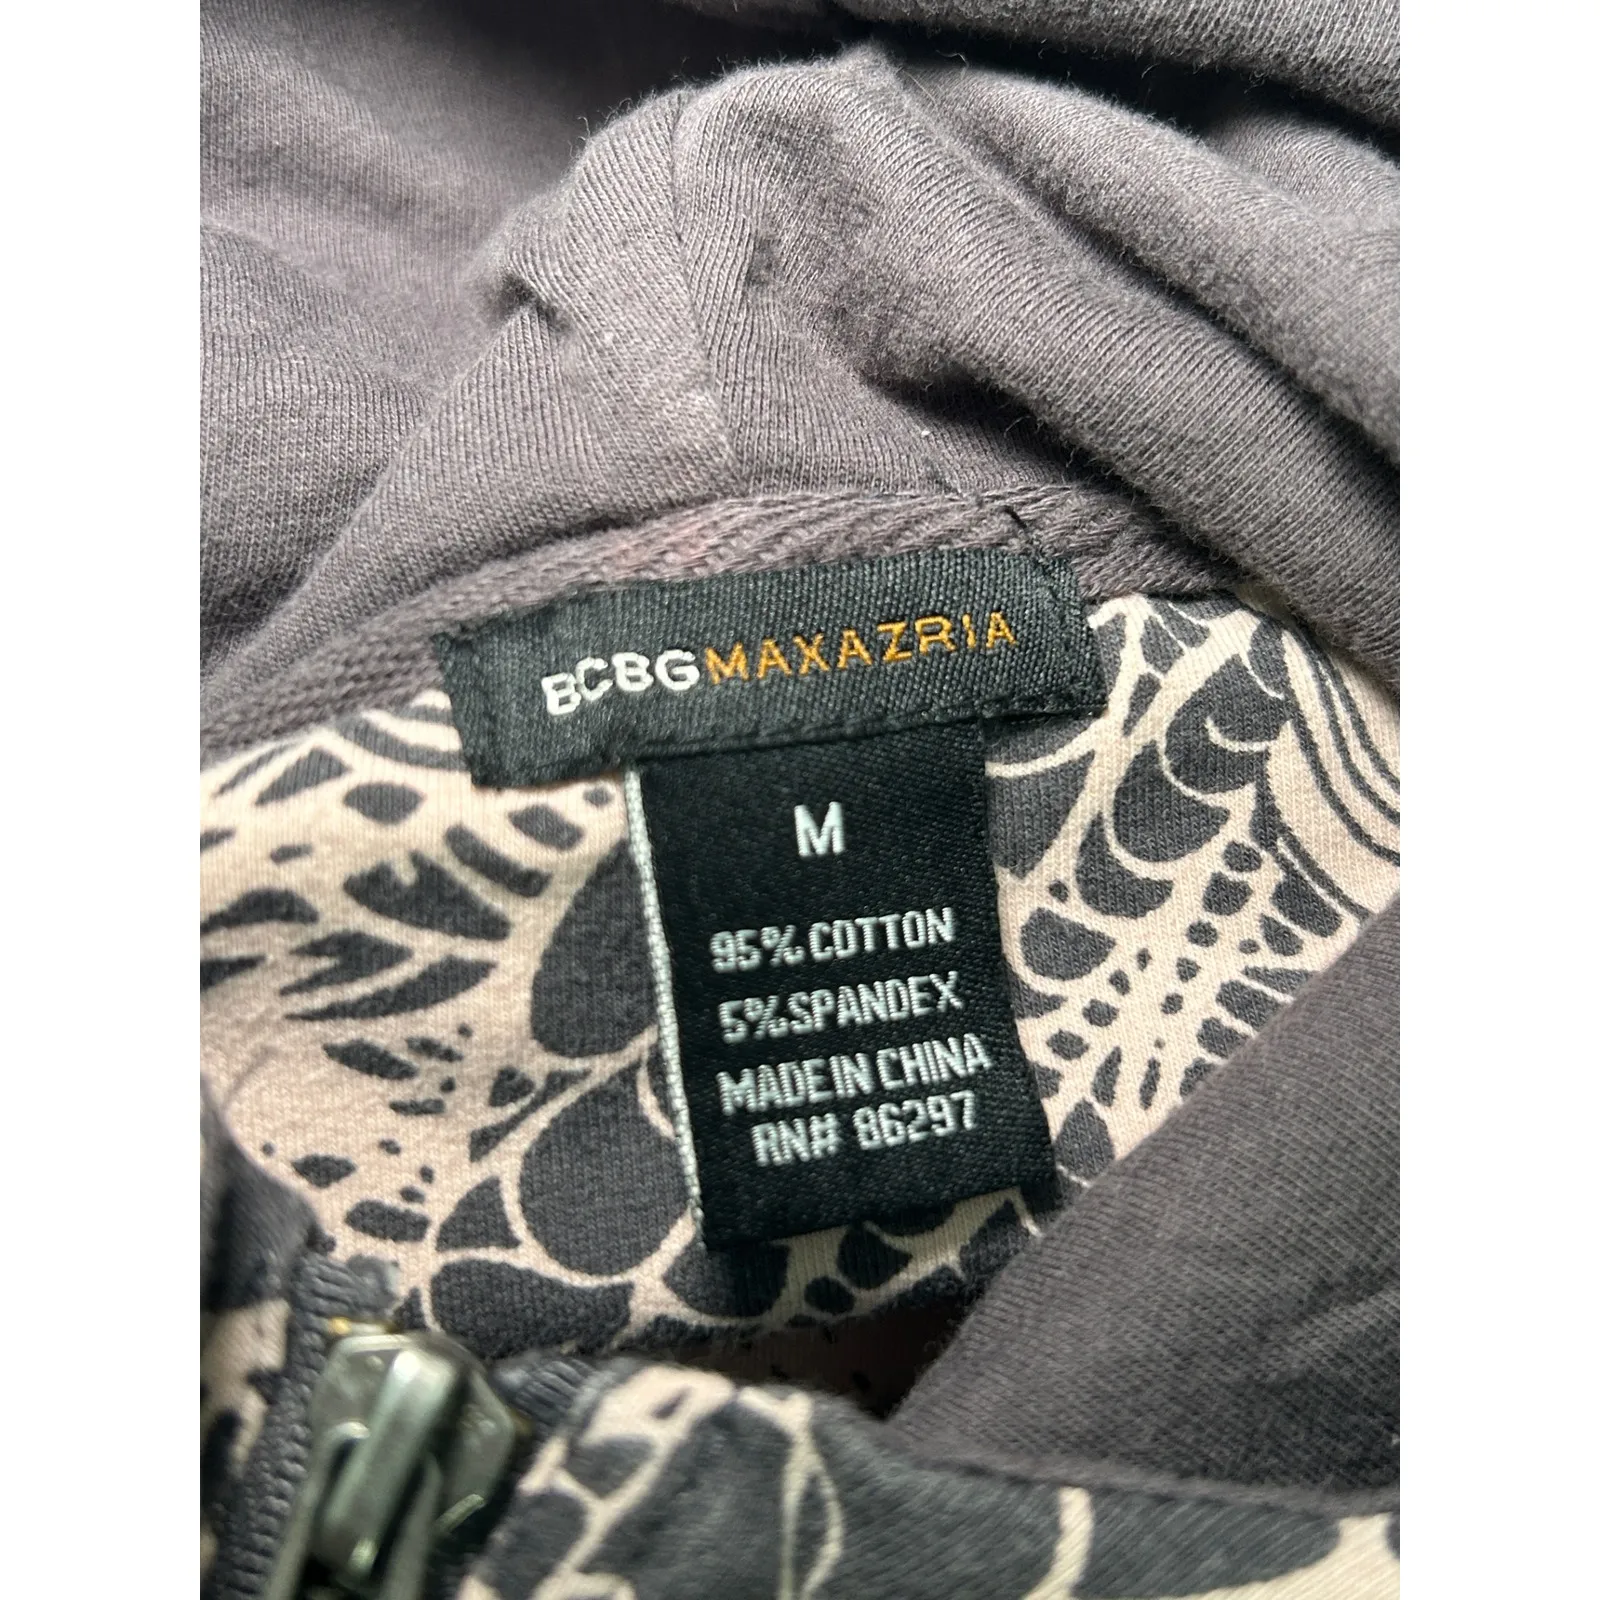 BCBGMAXAZRIA
M
95% COTTON
5%SPANDEX
MADE IN CHINA
RN# 86297